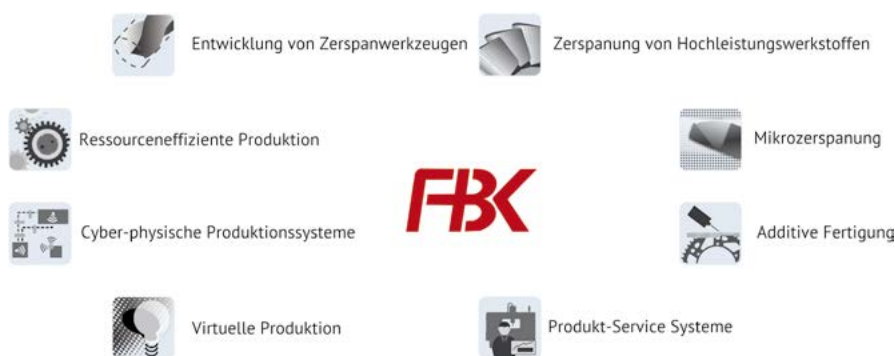 Entwicklung von Zerspanwerkzeugen
Zerspanung von Hochleistungswerkstoffen
Ressourceneffiziente Produktion
Mikrozerspanung
FBK
Cyber-physische Produktionssysteme
Additive Fertigung
Virtuelle Produktion
Produkt-Service Systeme